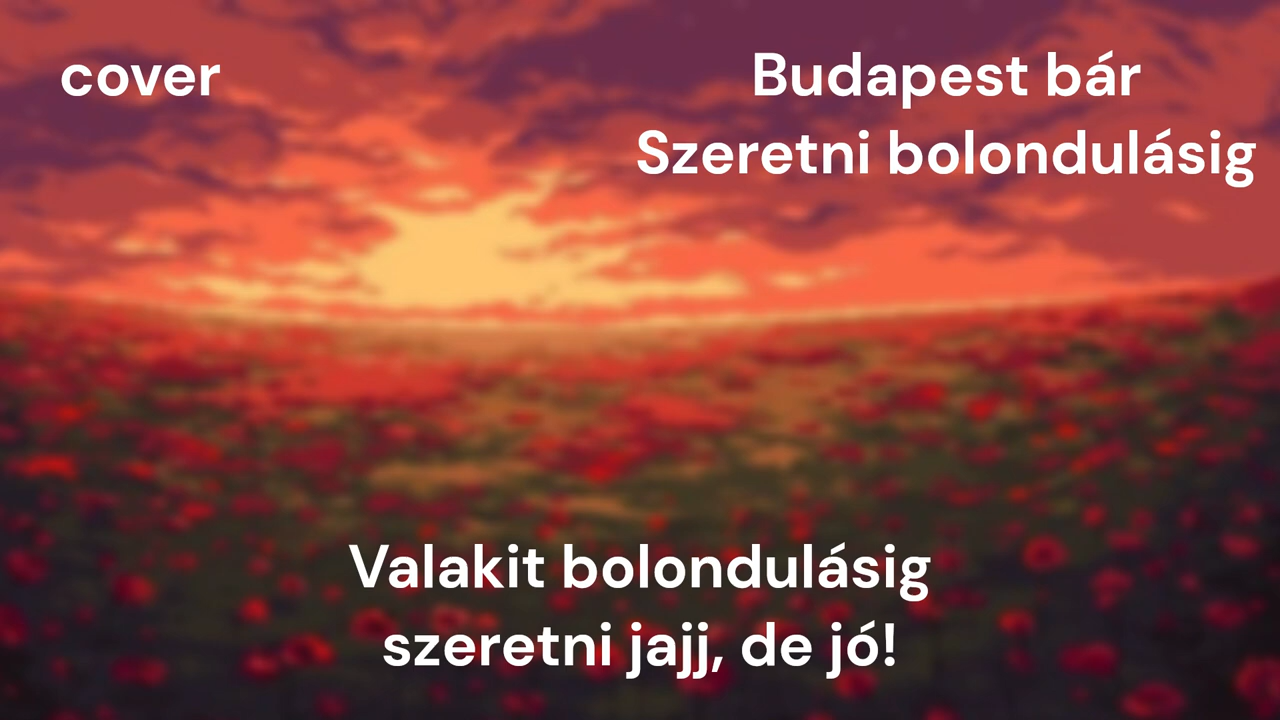 cover
Budapest bár
Szeretni bolondulásig
Valakit bolondulásig
szeretni jajj, de jó!